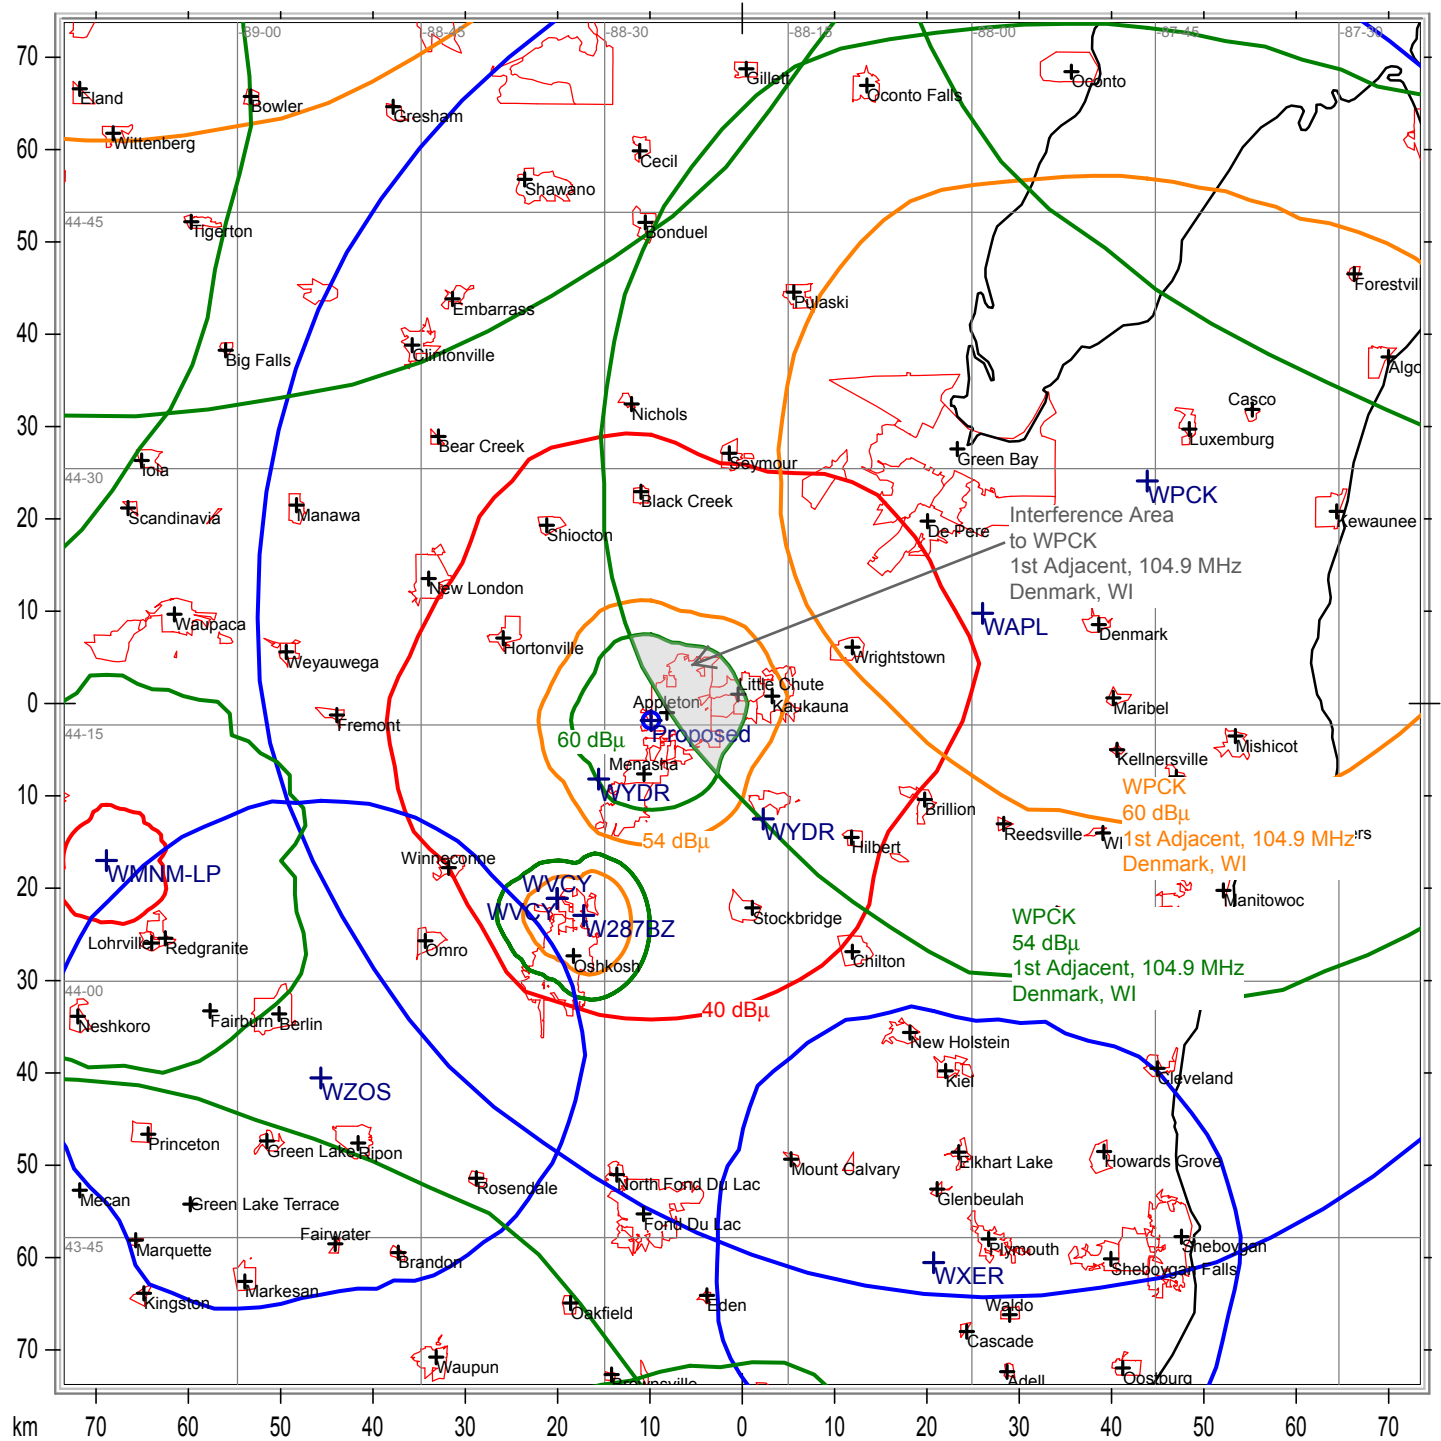 -89-00
-88-45
-88-30
-88-15
-88-00
-87-45
-87-30
70
Eland
Bowler
Gresham
Gillett
Oconto Falls
Oconto
60
Wittenberg
Cecil
Shawano
44-45
Tigerton
Bonduel
50
Forestvil
Embarrass
Pulaski
40
Clintonville
Big Falls
Algo
Casco
Nichols
30
Luxemburg
Bear Creek
Seymour
Green Bay
44-30
Iola
WPCK
Black Creek
Scandinavia
Manawa
20
Shiocton
De Pere
Kewaunee
Interference Area
to WPCK
1st Adjacent, 104.9 MHz
Denmark, WI
New London
10
Waupaca
WAPL
Denmark
Hortonville
Weyauwega
Wrightstown
Little Chute
Appleton
Kaukauna
0
Maribel
Fremont
44-15
Proposed
60 dBµ
Mishicot
Kellnersville
Menasha
WYDR
10
WPCK
60 dBµ
1st Adjacent, 104.9 MHz
Denmark, WI
ers
Brillion
WYDR
Reedsville
WI
54 dBµ
Hilbert
Winneconne
WMNM-LP
20
WVCY
WVCY
Manitowoc
Stockbridge
W287BZ
WPCK
54 dBµ
1st Adjacent, 104.9 MHz
Denmark, WI
Lohrville
Redgranite
Omro
Oshkosh
Chilton
30
44-00
40 dBµ
Neshkoro
Fairburn
Berlin
New Holstein
40
Kiel
Cleveland
WZOS
Princeton
Green Lake
Ripon
50
Mount Calvary
Elkhart Lake
Howards Grove
Rosendale
North Fond Du Lac
Mecan
Green Lake Terrace
Glenbeulah
Fond Du Lac
Fairwater
43-45
Marquette
Plymouth
Sheboygan
60
Brandon
WXER
Sheboygan Falls
Markesan
Kingston
Oakfield
Eden
Waldo
Cascade
70
Waupun
Brownsville
Adell
Oostburg
km
70
60
50
40
30
20
10
0
10
20
30
40
50
60
70